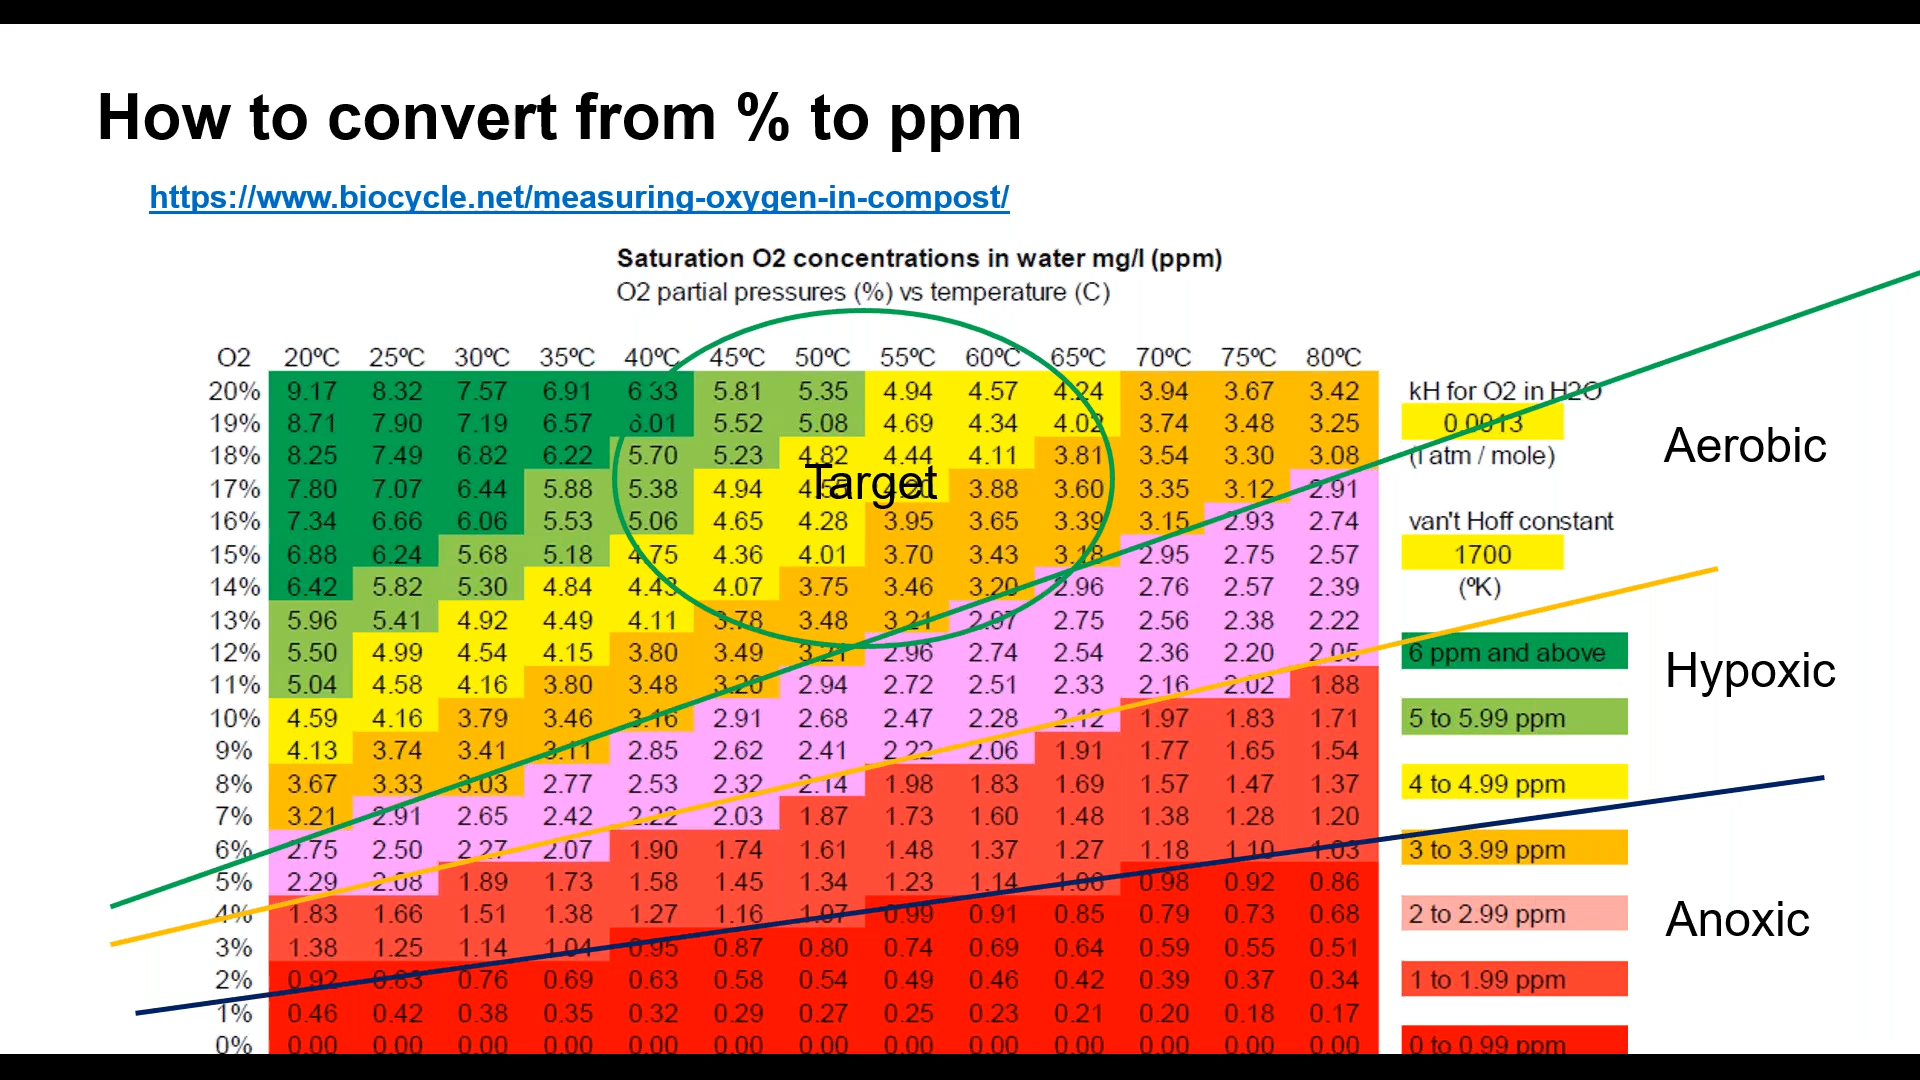 How to convert from % to ppm
https://www.biocycle.net/measuring-oxygen-in-compost/
Saturation O2 concentrations in water mg/l (ppm)
O2 partial pressures (%) vs temperature (C)
O2 20ºC 25ºC 30ºC 35ºC 40ºC 45ºC 50ºC 55ºC 60ºC 65ºC 70ºC 75ºC 80ºC
20% 9.17 8.32 7.57 6.91 6.33 5.81 5.35 4.94 4.57 4.24 3.94 3.67 3.42
19% 8.71 7.90 7.19 6.57 6.01 5.52 5.08 4.69 4.34 4.02 3.74 3.48 3.25
18% 8.25 7.49 6.82 6.22 5.70 5.23 4.82 4.44 4.11 3.81 3.54 3.30 3.08
17% 7.80 7.07 6.44 5.88 5.38 4.94 3.88 3.60 3.35 3.12 2.91
16% 7.34 6.66 6.06 5.53 5.06 4.65 4.28 3.95 3.65 3.39 3.15 2.93 2.74
15% 6.88 6.24 5.68 5.18 4.75 4.36 4.01 3.70 3.43 3.18 2.95 2.75 2.57
14% 6.42 5.82 5.30 4.84 4.43 4.07 3.75 3.46 3.20 2.96 2.76 2.57 2.39
13% 5.96 5.41 4.92 4.49 4.11 3.78 3.48 3.21 2.97 2.75 2.56 2.38 2.22
12% 5.50 4.99 4.54 4.15 3.80 3.49 3.21 2.96 2.74 2.54 2.36 2.20 2.05
11% 5.04 4.58 4.16 3.80 3.48 3.20 2.94 2.72 2.51 2.33 2.16 2.02 1.88
10% 4.59 4.16 3.79 3.46 3.16 2.91 2.68 2.47 2.28 2.12 1.97 1.83 1.71
9% 4.13 3.74 3.41 3.11 2.85 2.62 2.41 2.22 2.06 1.91 1.77 1.65 1.54
8% 3.67 3.33 3.03 2.77 2.53 2.32 2.14 1.98 1.83 1.69 1.57 1.47 1.37
7% 3.21 2.91 2.65 2.42 2.22 2.03 1.87 1.73 1.60 1.48 1.38 1.28 1.20
6% 2.75 2.50 2.27 2.07 1.90 1.74 1.61 1.48 1.37 1.27 1.18 1.10 1.03
5% 2.29 2.08 1.89 1.73 1.58 1.45 1.34 1.23 1.14 1.06 0.98 0.92 0.86
4% 1.83 1.66 1.51 1.38 1.27 1.16 1.07 0.99 0.91 0.85 0.79 0.73 0.68
3% 1.38 1.25 1.14 1.04 0.95 0.87 0.80 0.74 0.69 0.64 0.59 0.55 0.51
2% 0.92 0.83 0.76 0.69 0.63 0.58 0.54 0.49 0.46 0.42 0.39 0.37 0.34
1% 0.46 0.42 0.38 0.35 0.32 0.29 0.27 0.25 0.23 0.21 0.20 0.18 0.17
0% 0.00 0.00 0.00 0.00 0.00 0.00 0.00 0.00 0.00 0.00 0.00 0.00 0.00
Target
kH for O2 in H2O
0.0013
(l atm / mole)
van't Hoff constant
1700
(ºK)
6 ppm and above
5 to 5.99 ppm
4 to 4.99 ppm
3 to 3.99 ppm
2 to 2.99 ppm
1 to 1.99 ppm
0 to 0.99 ppm
Aerobic
Hypoxic
Anoxic